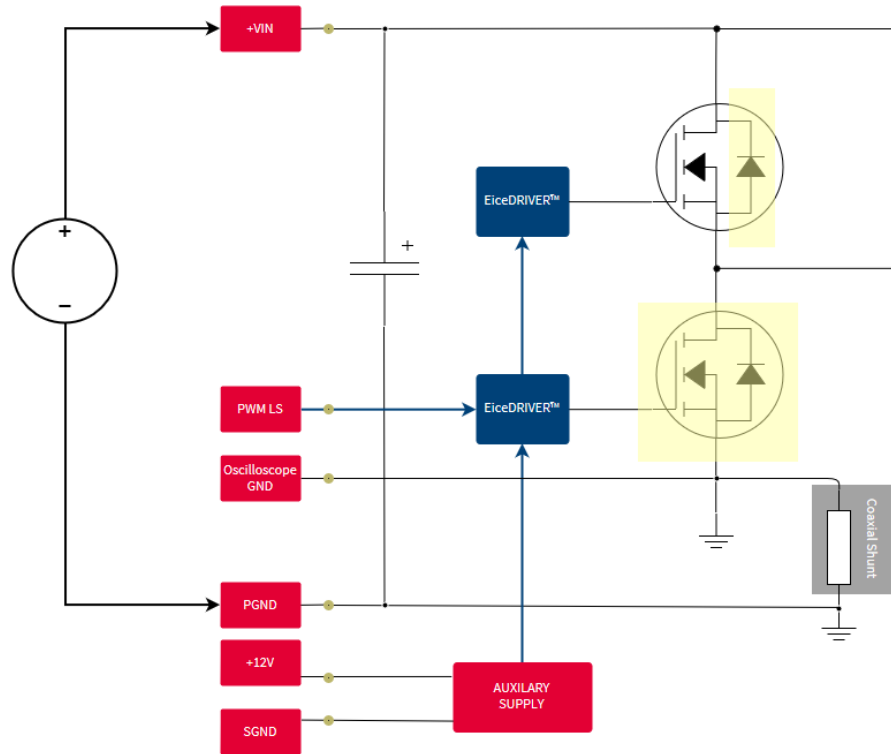 +VIN
+
EiceDRIVER™
+
−
PWM LS
EiceDRIVER™
Oscilloscope
GND
Coaxial Shunt
PGND
+12V
AUXILARY
SUPPLY
SGND